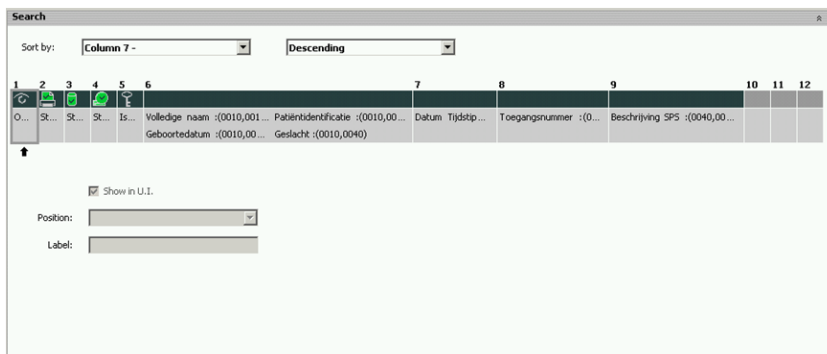 Search
Sort by: Column 7 - Descending
1 2 3 4 5 6 7 8 9 10 11 12
O... St... St... St... Is... Volledige naam :(0010,001... Patiëntidentificatie :(0010,00... Datum Tijdstip... Toegangsnummer :(0... Beschrijving SPS :(0040,00...
Geboortedatum :(0010,00... Geslacht :(0010,0040)
Show in U.I.
Position:
Label: